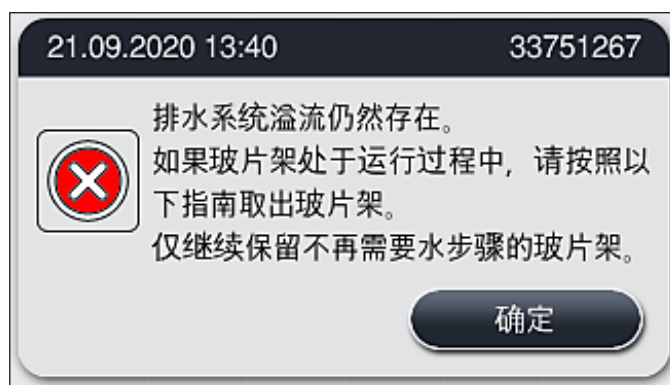 21.09.2020 13:40 33751267
排水系统溢流仍然存在。
如果玻片架处于运行过程中，请按照以
下指南取出玻片架。
仅继续保留不再需要水步骤的玻片架。
确定